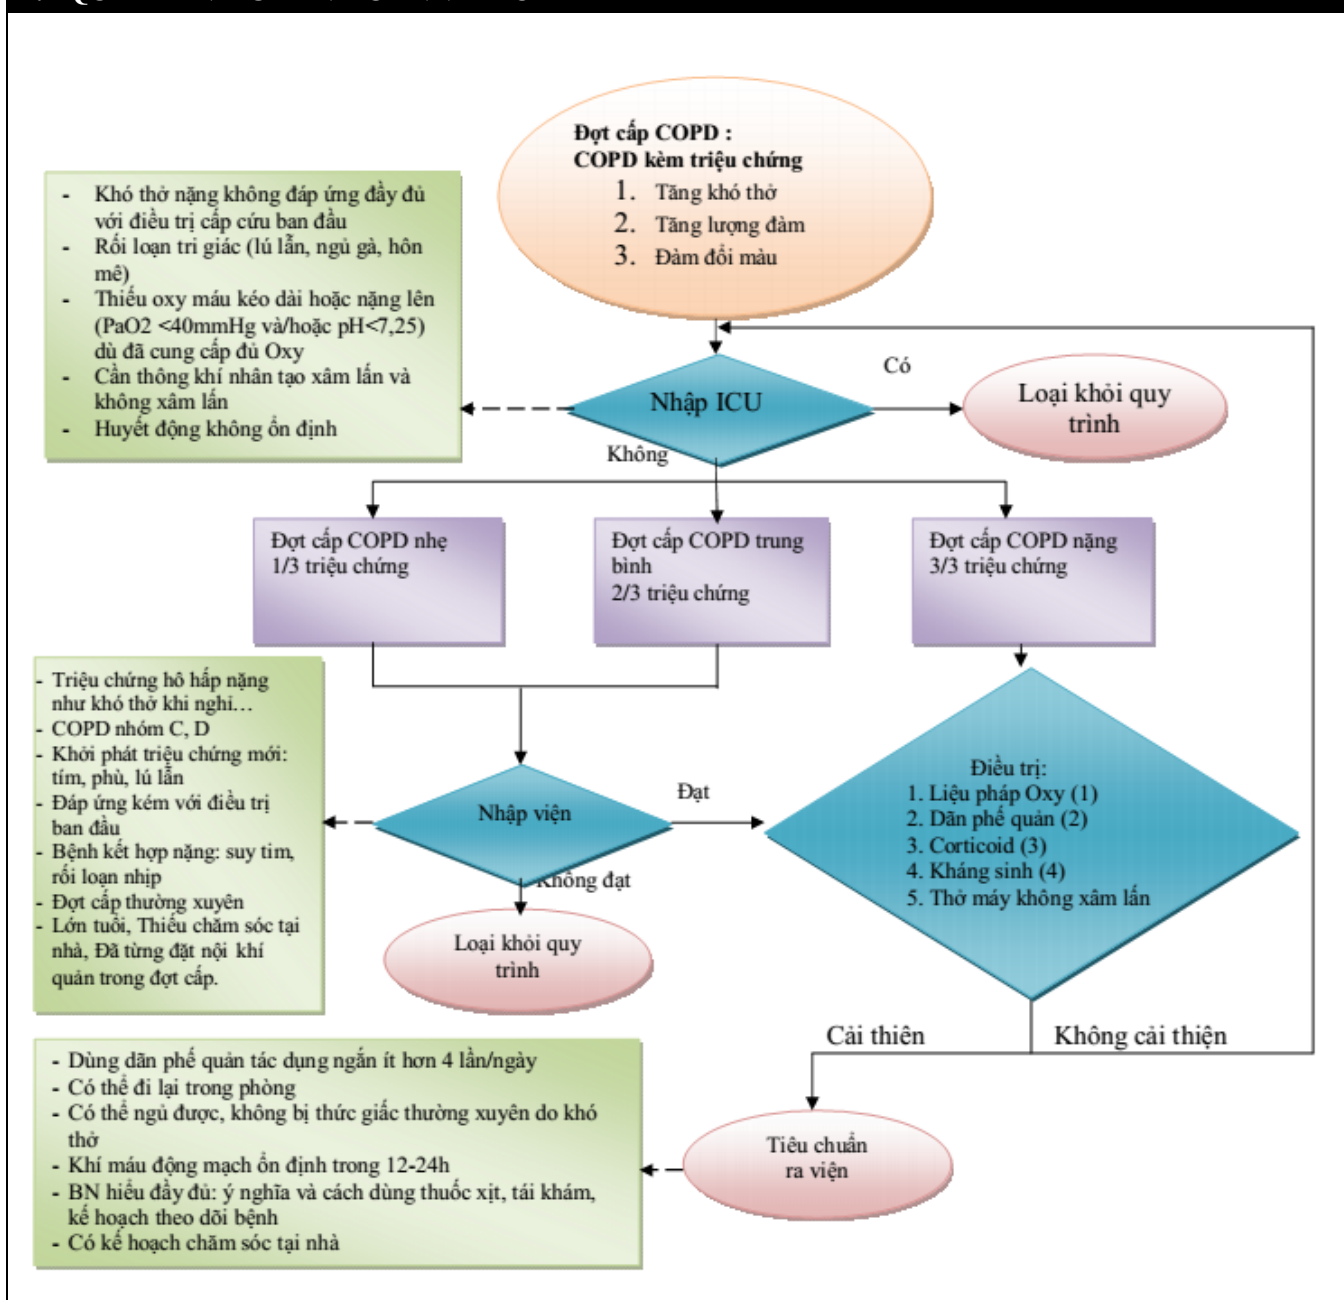 Đợt cấp COPD :
COPD kèm triệu chứng
1. Tăng khó thở
2. Tăng lượng đàm
3. Đàm đổi màu
- Khó thở nặng không đáp ứng đầy đủ
với điều trị cấp cứu ban đầu
- Rối loạn tri giác (lú lẫn, ngủ gà, hôn
mê)
- Thiếu oxy máu kéo dài hoặc nặng lên
(PaO2 <40mmHg và/hoặc pH<7,25)
dù đã cung cấp đủ Oxy
- Cần thông khí nhân tạo xâm lấn và
không xâm lấn
- Huyết động không ổn định
Nhập ICU
Có
Loại khỏi quy
trình
Không
Đợt cấp COPD nhẹ
1/3 triệu chứng
Đợt cấp COPD trung
bình
2/3 triệu chứng
Đợt cấp COPD nặng
3/3 triệu chứng
- Triệu chứng hô hấp nặng
như khó thở khi nghỉ…
- COPD nhóm C, D
- Khởi phát triệu chứng mới:
tím, phù, lú lẫn
- Đáp ứng kém với điều trị
ban đầu
- Bệnh kết hợp nặng: suy tim,
rối loạn nhịp
- Đợt cấp thường xuyên
- Lớn tuổi, Thiếu chăm sóc tại
nhà, Đã từng đặt nội khí
quản trong đợt cấp.
Nhập viện
Đạt
Không đạt
Loại khỏi quy
trình
Điều trị:
1. Liệu pháp Oxy (1)
2. Dãn phế quản (2)
3. Corticoid (3)
4. Kháng sinh (4)
5. Thở máy không xâm lấn
Cải thiên
Không cải thiện
Tiêu chuẩn
ra viện
- Dùng dãn phế quản tác dụng ngắn ít hơn 4 lần/ngày
- Có thể đi lại trong phòng
- Có thể ngủ được, không bị thức giấc thường xuyên do khó
thở
- Khí máu động mạch ổn định trong 12-24h
- BN hiểu đầy đủ: ý nghĩa và cách dùng thuốc xịt, tái khám,
kế hoạch theo dõi bệnh
- Có kế hoạch chăm sóc tại nhà